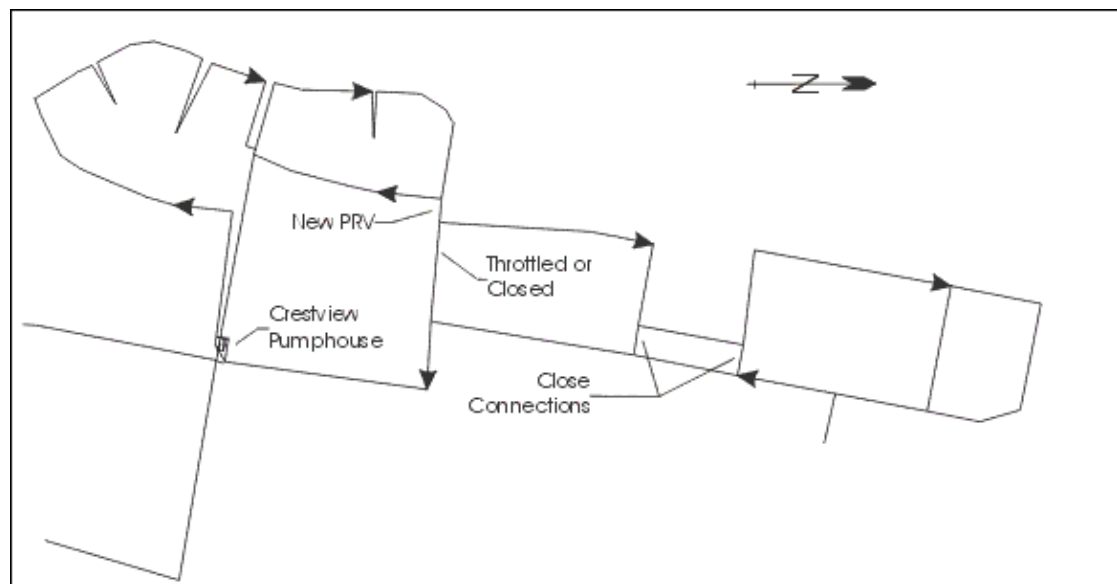 N
New PRV
Throttled or
Closed
Crestview
Pumphouse
Close
Connections